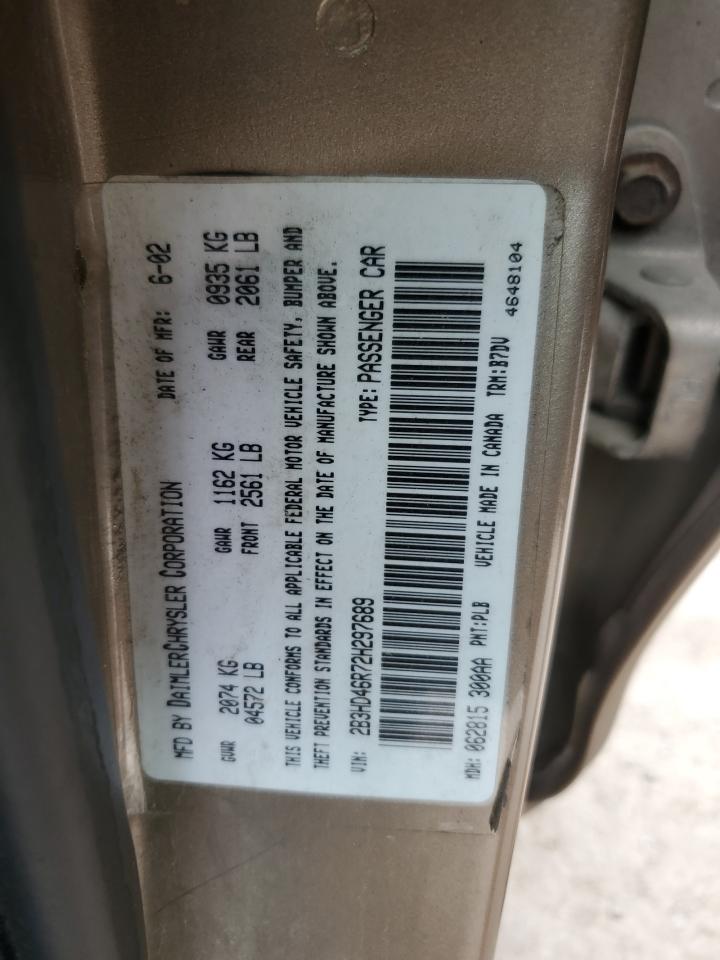 MFD BY DAIMLERCHRYSLER CORPORATION DATE OF MFR: 6-02
GVWR 2074 KG GAWR 1162 KG GAWR 0935 KG
04572 LB FRONT 2561 LB REAR 2061 LB
THIS VEHICLE CONFORMS TO ALL APPLICABLE FEDERAL MOTOR VEHICLE SAFETY, BUMPER AND
THEFT PREVENTION STANDARDS IN EFFECT ON THE DATE OF MANUFACTURE SHOWN ABOVE.
VIN: 2B3HD46R72H297689 TYPE: PASSENGER CAR
MDH: 062815 300AA PNT:PLB VEHICLE MADE IN CANADA TRM:B7DV
4648104